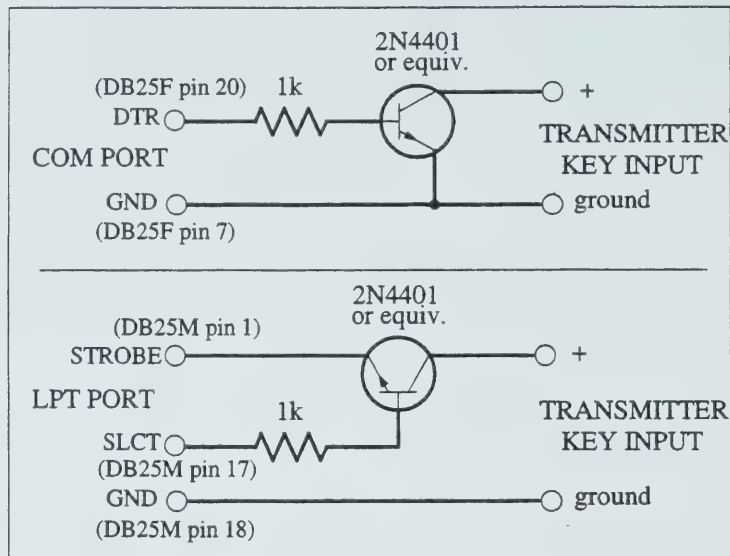 2N4401
or equiv.
(DB25F pin 20)
1k
DTR
+
COM PORT
TRANSMITTER
KEY INPUT
GND
ground
(DB25F pin 7)
2N4401
or equiv.
(DB25M pin 1)
STROBE
+
LPT PORT
1k
TRANSMITTER
KEY INPUT
SLCT
(DB25M pin 17)
GND
ground
(DB25M pin 18)